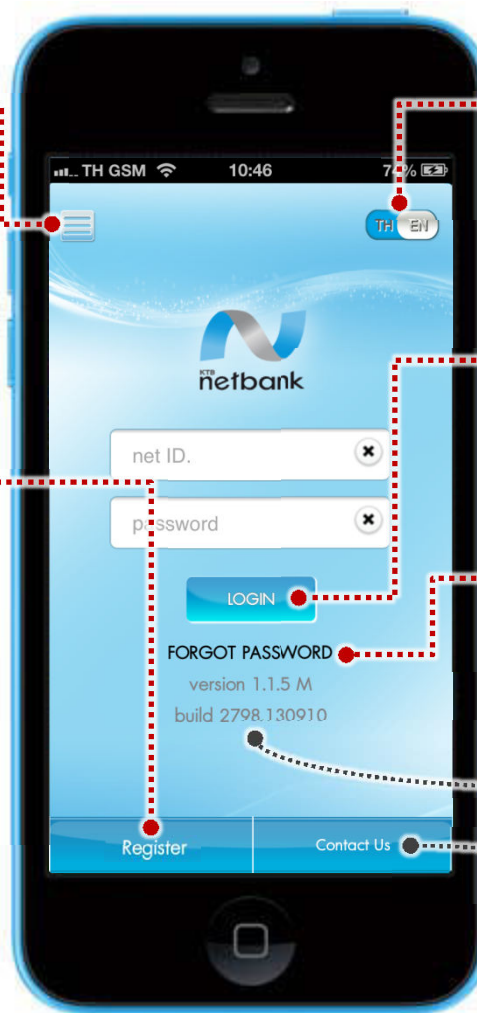 TH GSM 10:46 74%
TH EN
KTB
netbank
net ID.
password
LOGIN
FORGOT PASSWORD
version 1.1.5 M
build 2798.130910
Register Contact Us